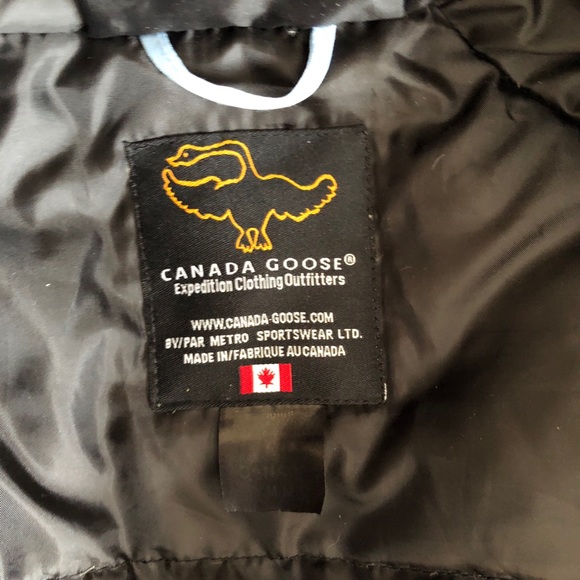 CANADA GOOSE®
Expedition Clothing Outfitters
WWW.CANADA-GOOSE.COM
BY/PAR METRO SPORTSWEAR LTD.
MADE IN/FABRIQUE AU CANADA